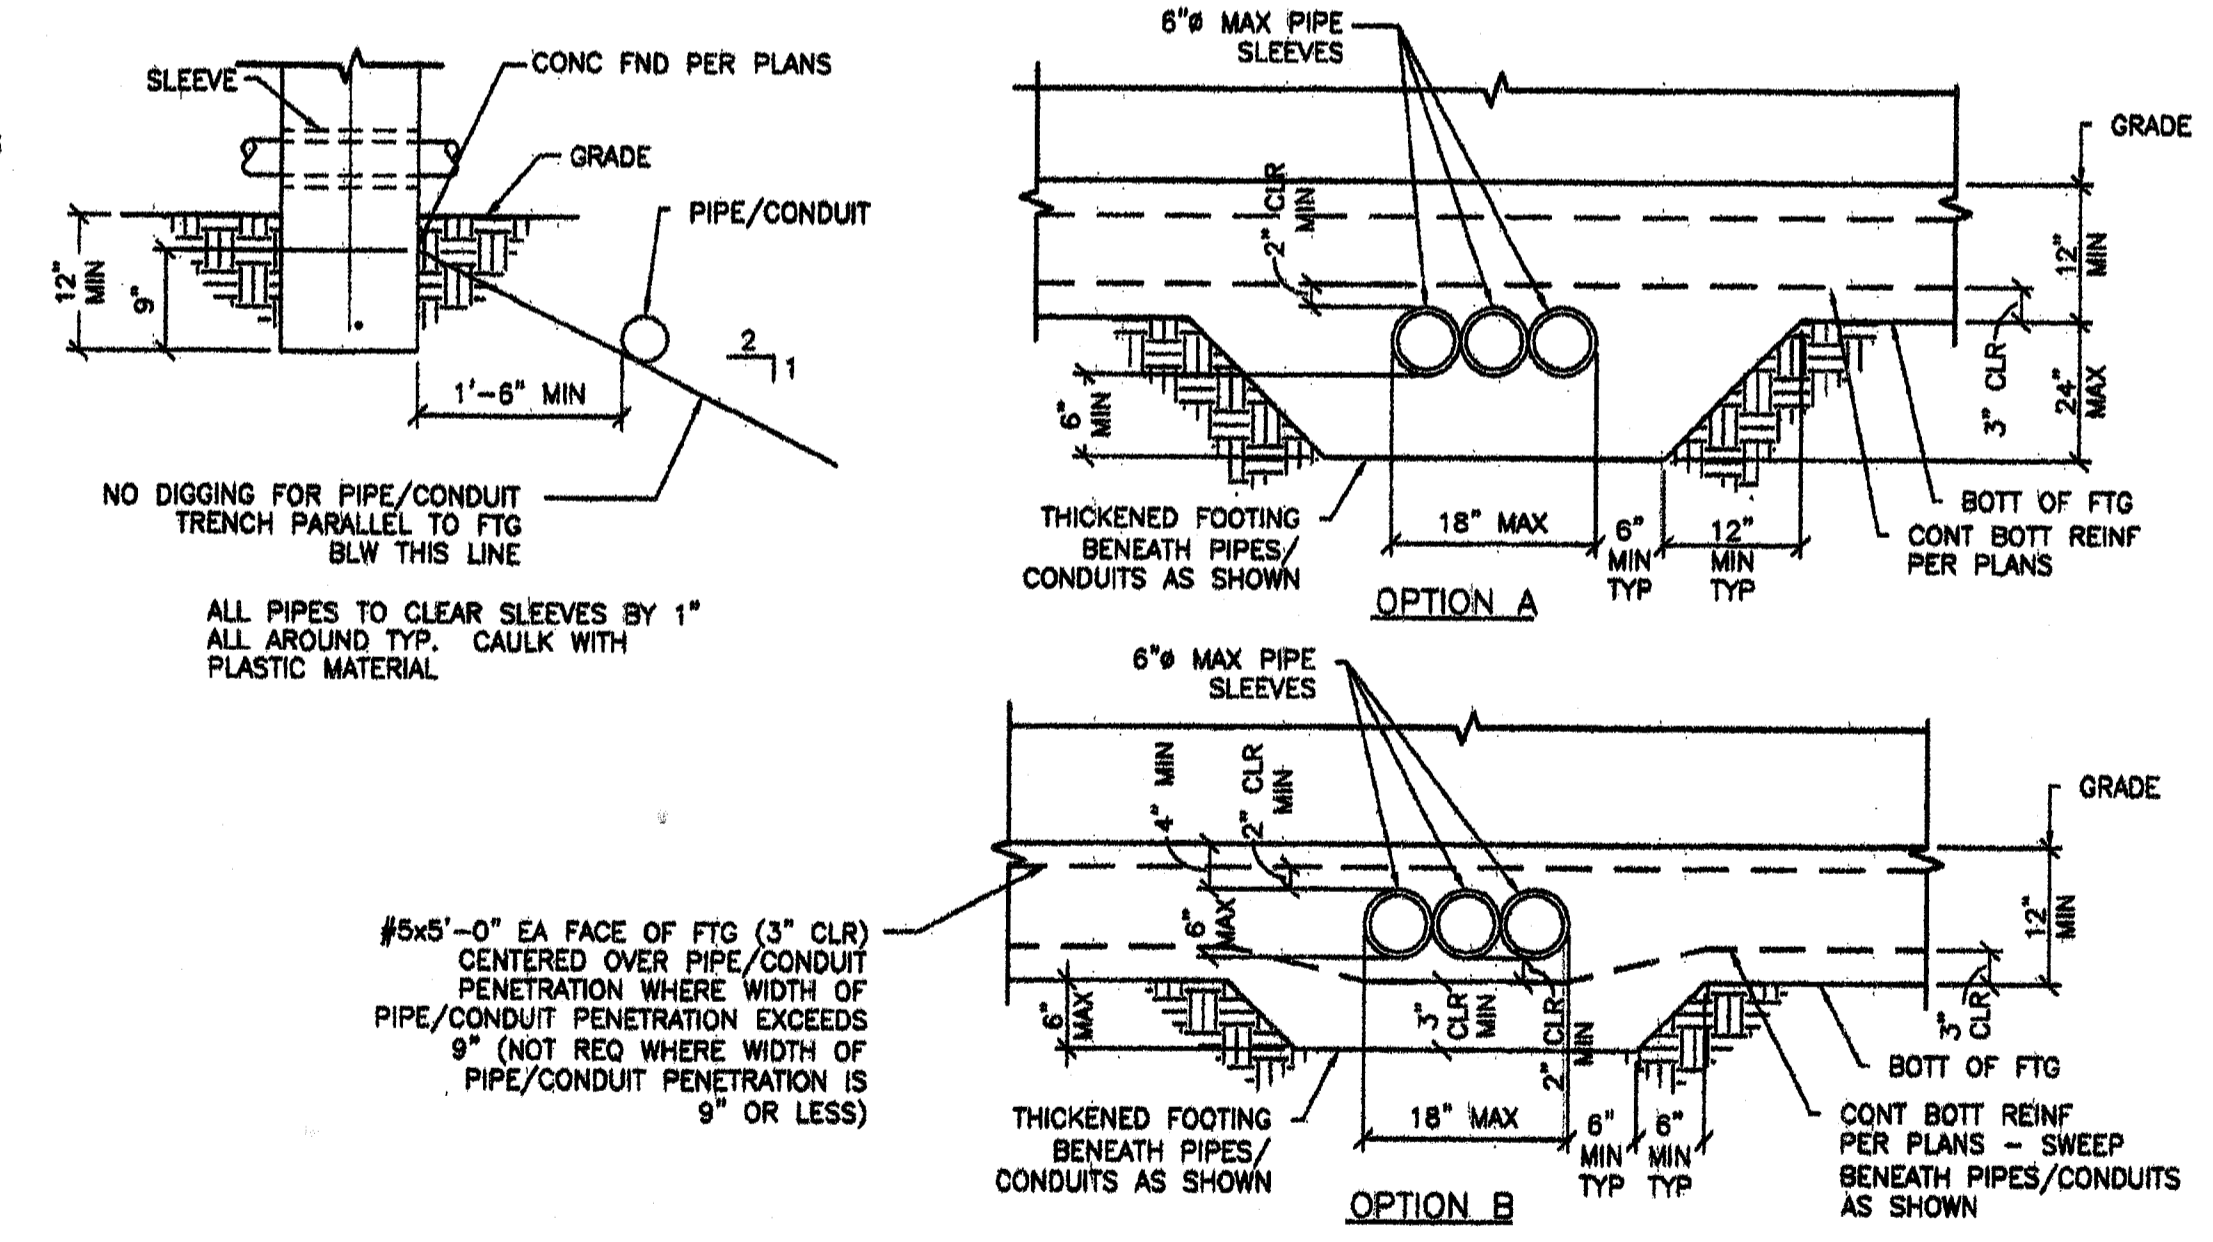 SLEEVE
CONC FND PER PLANS
GRADE
PIPE/CONDUIT
12"
MIN
9"
2
1
1'-6" MIN
NO DIGGING FOR PIPE/CONDUIT
TRENCH PARALLEL TO FTG
BLW THIS LINE
ALL PIPES TO CLEAR SLEEVES BY 1"
ALL AROUND TYP. CAULK WITH
PLASTIC MATERIAL
6"ø MAX PIPE
SLEEVES
GRADE
2" CLR
MIN
12"
MIN
3" CLR
24"
MAX
6"
MIN
THICKENED FOOTING
BENEATH PIPES/
CONDUITS AS SHOWN
18" MAX
6"
MIN
TYP
12"
MIN
TYP
BOTT OF FTG
CONT BOTT REINF
PER PLANS
OPTION A
6"ø MAX PIPE
SLEEVES
4" MIN
2" CLR
MIN
GRADE
6"
MAX
12"
MIN
#5x5'-0" EA FACE OF FTG (3" CLR)
CENTERED OVER PIPE/CONDUIT
PENETRATION WHERE WIDTH OF
PIPE/CONDUIT PENETRATION EXCEEDS
9" (NOT REQ WHERE WIDTH OF
PIPE/CONDUIT PENETRATION IS
9" OR LESS)
6"
MAX
3"
CLR
MIN
2" CLR
MIN
3"
CLR
BOTT OF FTG
THICKENED FOOTING
BENEATH PIPES/
CONDUITS AS SHOWN
18" MAX
6"
MIN
TYP
6"
MIN
TYP
CONT BOTT REINF
PER PLANS - SWEEP
BENEATH PIPES/CONDUITS
AS SHOWN
OPTION B